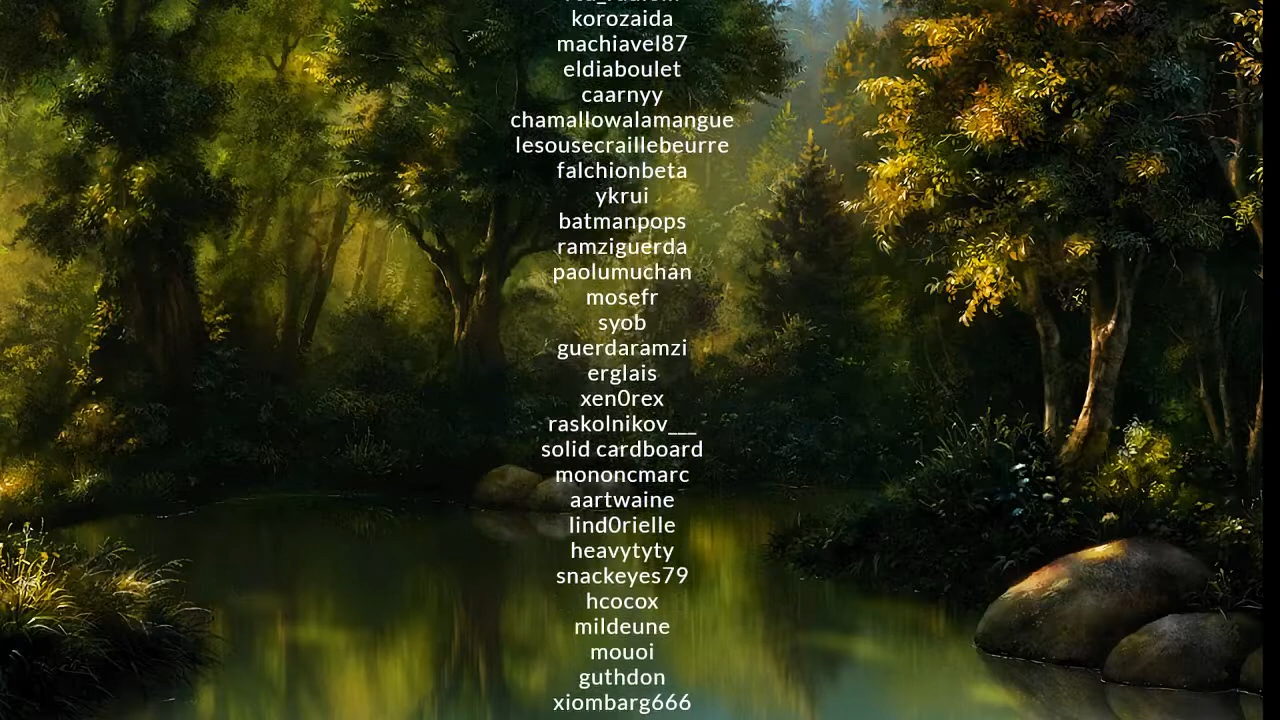 korozaida
machiavel87
eldiaboulet
caarnyy
chamallowalamangue
lesousecraillebeurre
falchionbeta
ykrui
batmanpops
ramziguerda
paolumuchan
mosefr
syob
guerdaramzi
erglais
xen0rex
raskolnikov___
solid cardboard
mononcmarc
aartwaine
lind0rielle
heavytyty
snackeyes79
hcocox
mildeune
mouoi
guthdon
xiombarg666